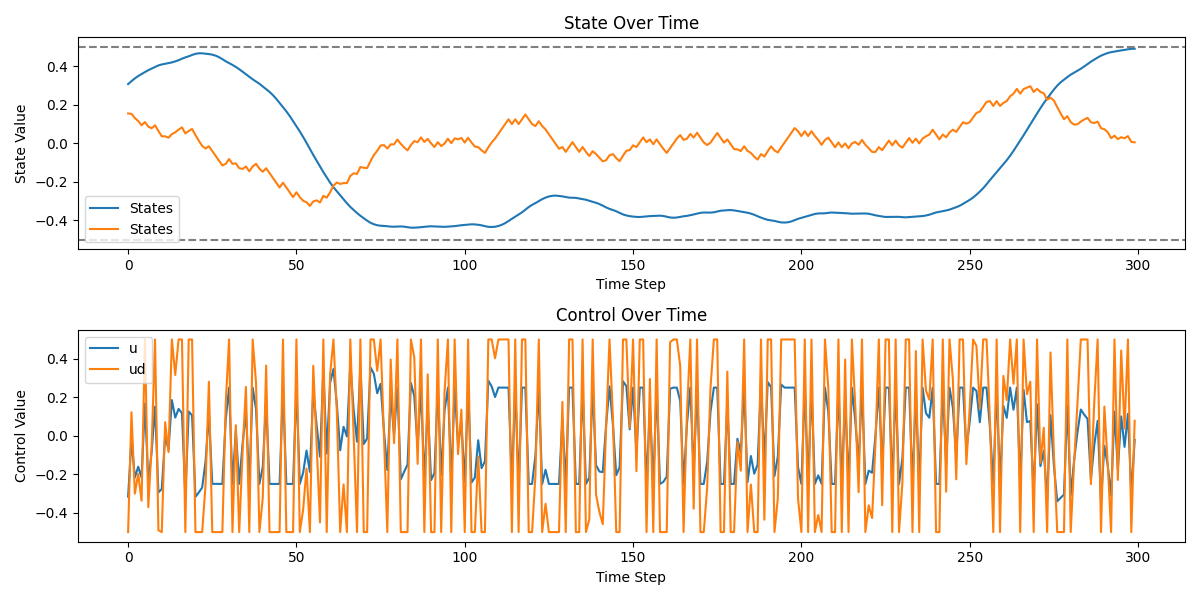 State Over Time
State Value
0.4
0.2
0.0
−0.2
−0.4
States
States
0 50 100 150 200 250 300
Time Step
Control Over Time
Control Value
0.4
0.2
0.0
−0.2
−0.4
u
ud
0 50 100 150 200 250 300
Time Step